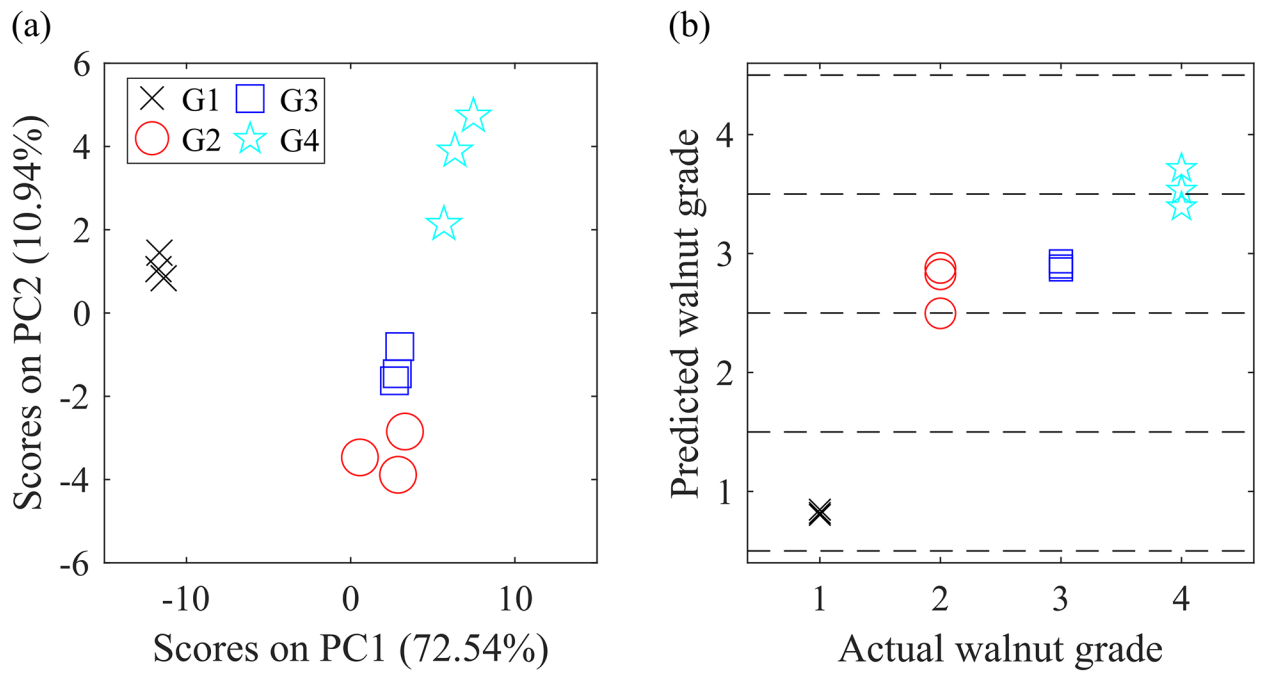 (a)
6
4
2
0
-2
-4
-6
G1 G3
G2 G4
-10 0 10
Scores on PC1 (72.54%)
Scores on PC2 (10.94%)
(b)
4
3
2
1
1 2 3 4
Actual walnut grade
Predicted walnut grade